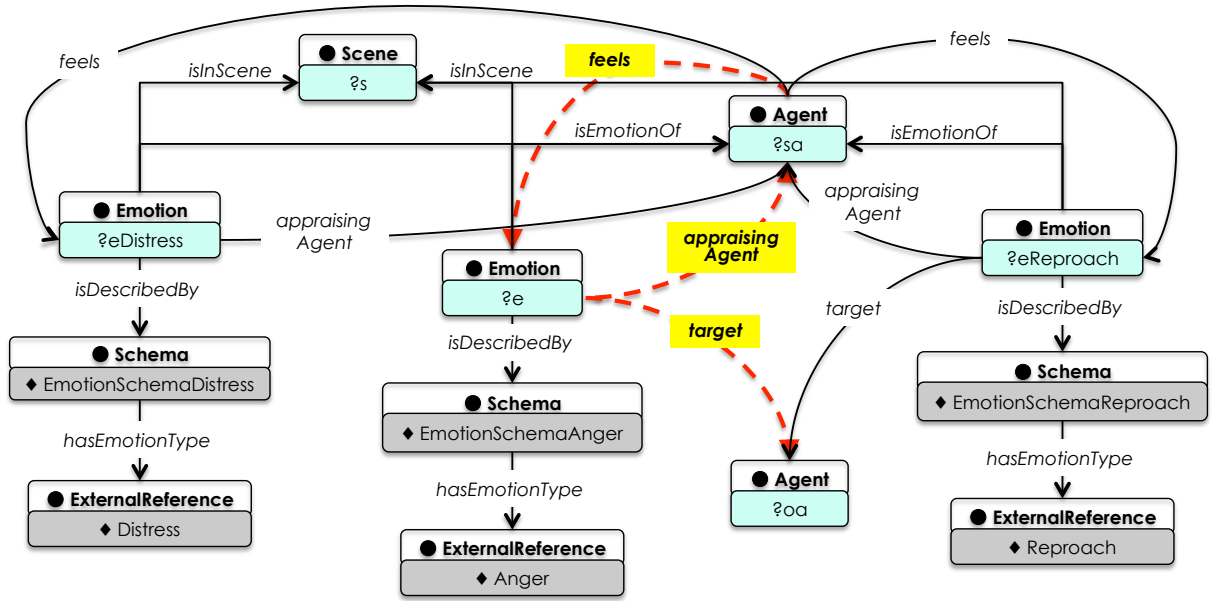 ● Scene
?s
feels
isInScene
feels
isInScene
feels
● Agent
?sa
isEmotionOf
isEmotionOf
● Emotion
?eDistress
appraising
Agent
appraising
Agent
● Emotion
?eReproach
appraising
Agent
● Emotion
?e
isDescribedBy
isDescribedBy
target
target
isDescribedBy
● Schema
♦ EmotionSchemaDistress
● Schema
♦ EmotionSchemaReproach
● Schema
♦ EmotionSchemaAnger
hasEmotionType
hasEmotionType
hasEmotionType
● ExternalReference
♦ Distress
● Agent
?oa
● ExternalReference
♦ Reproach
● ExternalReference
♦ Anger